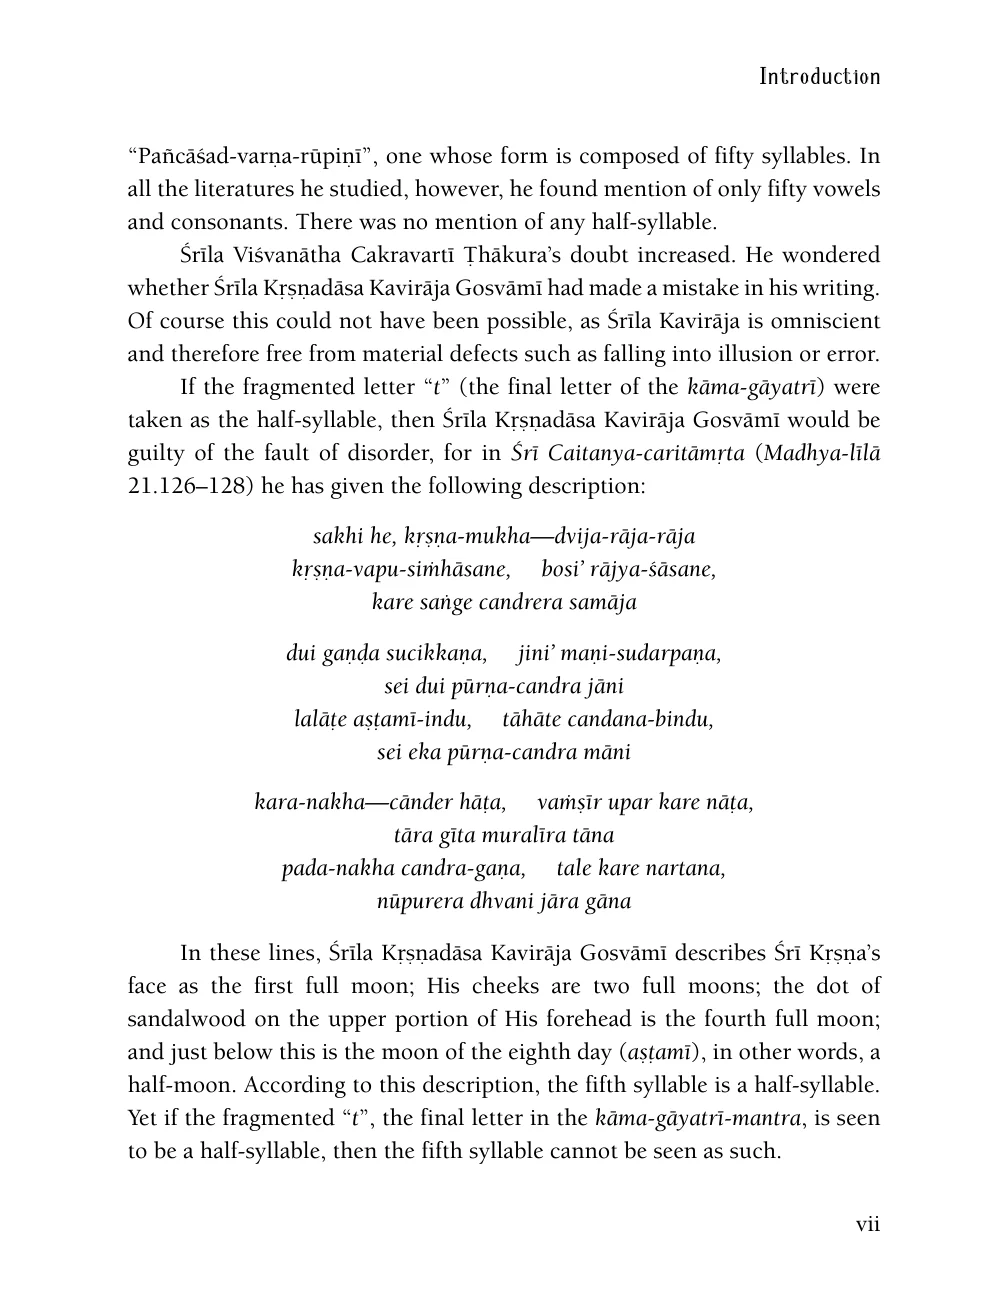 Introduction
“Pañcāśad-varṇa-rūpiṇī”, one whose form is composed of fifty syllables. In
all the literatures he studied, however, he found mention of only fifty vowels
and consonants. There was no mention of any half-syllable.
Śrīla Viśvanātha Cakravartī Ṭhākura’s doubt increased. He wondered
whether Śrīla Kṛṣṇadāsa Kavirāja Gosvāmī had made a mistake in his writing.
Of course this could not have been possible, as Śrīla Kavirāja is omniscient
and therefore free from material defects such as falling into illusion or error.
If the fragmented letter “t” (the final letter of the kāma-gāyatrī) were
taken as the half-syllable, then Śrīla Kṛṣṇadāsa Kavirāja Gosvāmī would be
guilty of the fault of disorder, for in Śrī Caitanya-caritāmṛta (Madhya-līlā
21.126–128) he has given the following description:
sakhi he, kṛṣṇa-mukha—dvija-rāja-rāja
kṛṣṇa-vapu-siṁhāsane, bosi’ rājya-śāsane,
kare saṅge candrera samāja
dui gaṇḍa sucikkaṇa, jini’ maṇi-sudarpaṇa,
sei dui pūrṇa-candra jāni
lalāṭe aṣṭamī-indu, tāhāte candana-bindu,
sei eka pūrṇa-candra māni
kara-nakha—cānder hāṭa, vaṁṣīr upar kare nāṭa,
tāra gīta muralīra tāna
pada-nakha candra-gaṇa, tale kare nartana,
nūpurera dhvani jāra gāna
In these lines, Śrīla Kṛṣṇadāsa Kavirāja Gosvāmī describes Śrī Kṛṣṇa’s
face as the first full moon; His cheeks are two full moons; the dot of
sandalwood on the upper portion of His forehead is the fourth full moon;
and just below this is the moon of the eighth day (aṣṭamī), in other words, a
half-moon. According to this description, the fifth syllable is a half-syllable.
Yet if the fragmented “t”, the final letter in the kāma-gāyatrī-mantra, is seen
to be a half-syllable, then the fifth syllable cannot be seen as such.
vii